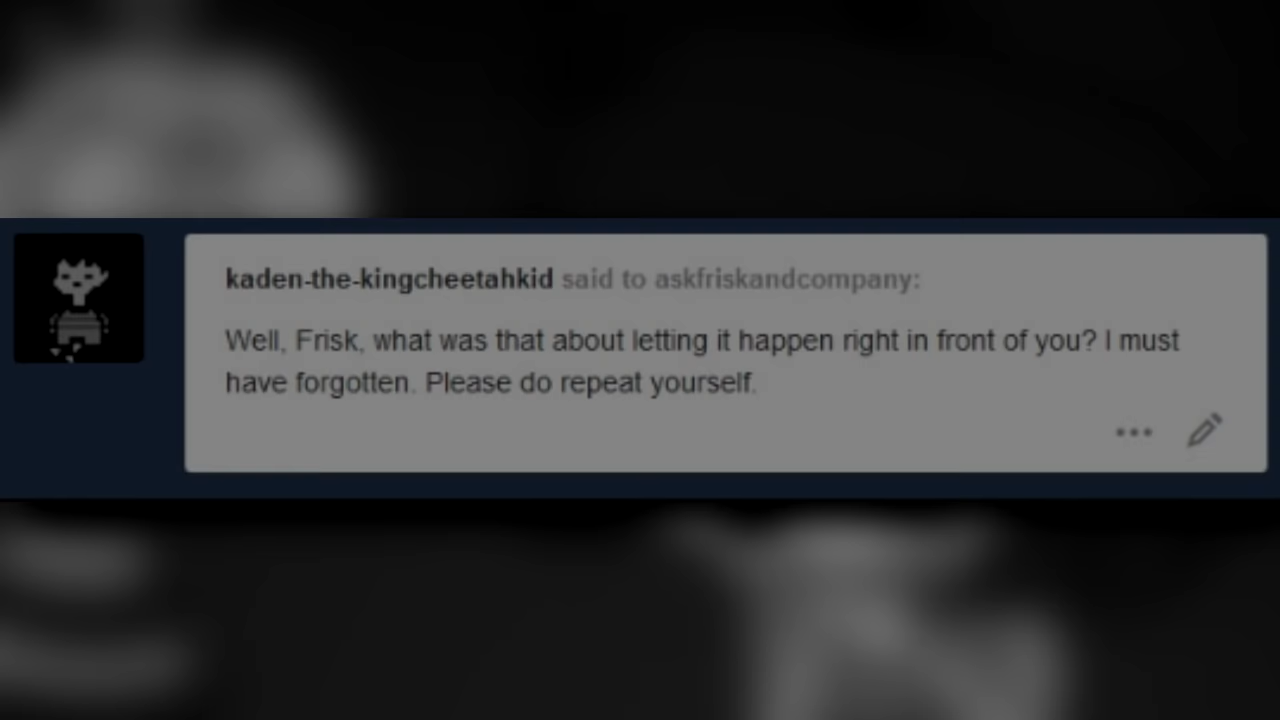 kaden-the-kingcheetahkid said to askfriskandcompany:
Well, Frisk, what was that about letting it happen right in front of you? I must
have forgotten. Please do repeat yourself.